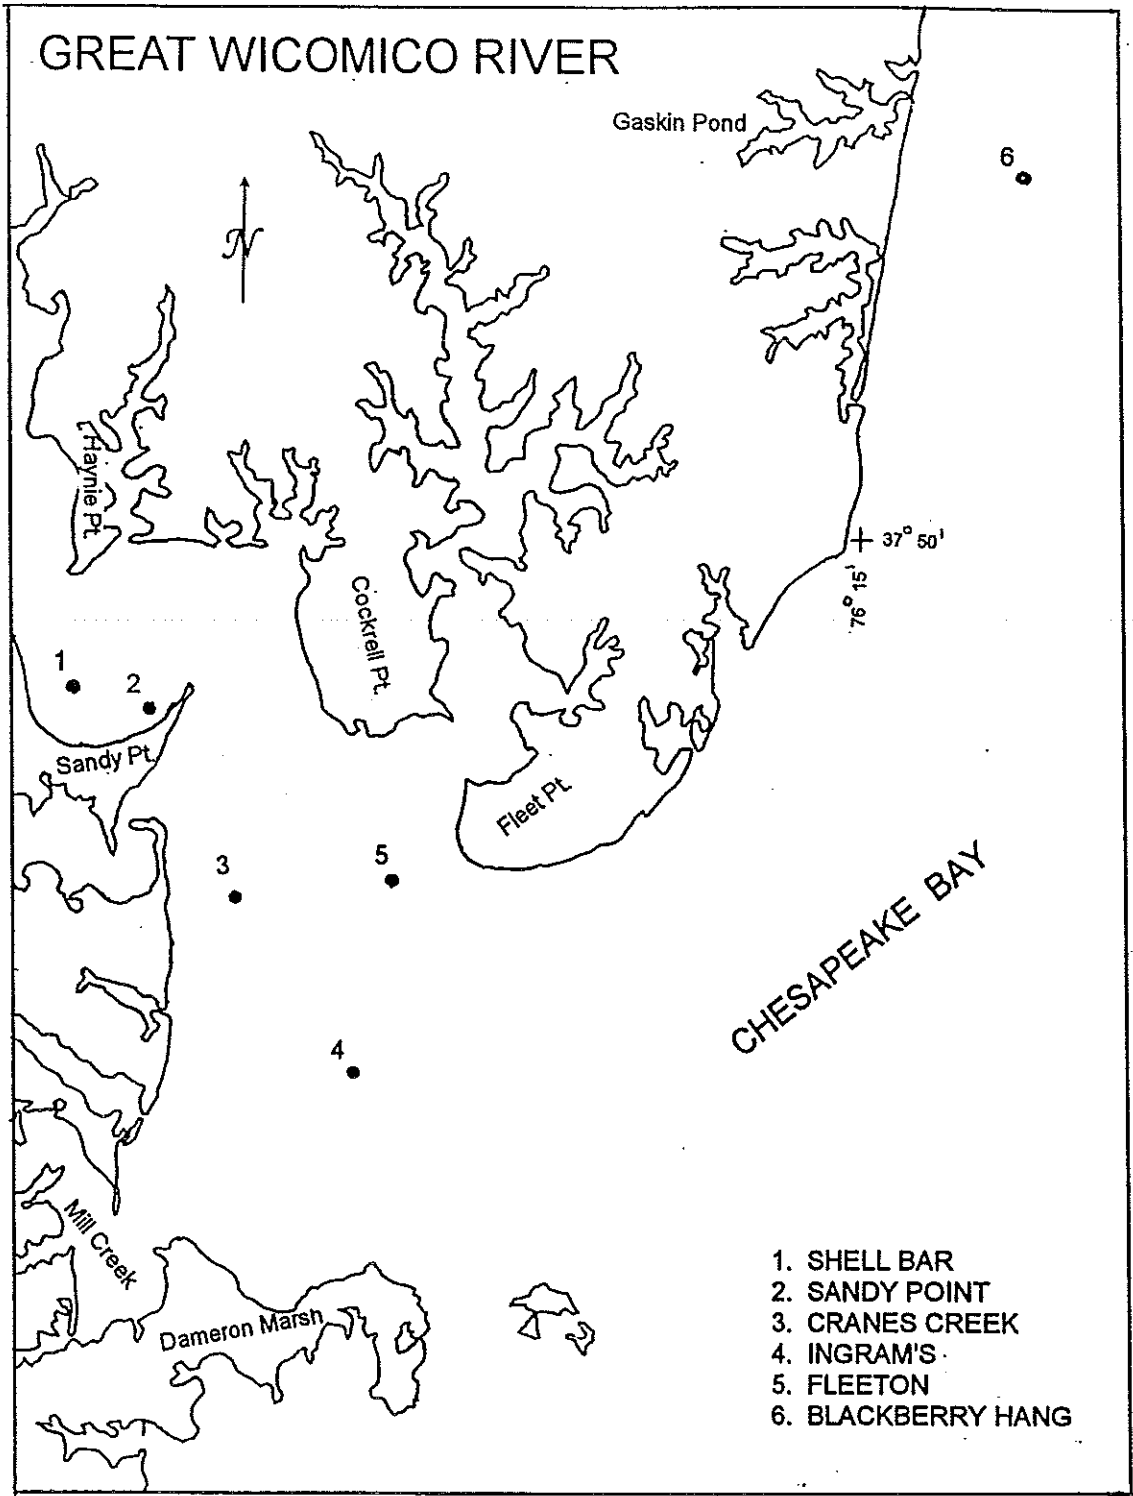 GREAT WICOMICO RIVER
Gaskin Pond
6
N
Haynie Pt.
37° 50'
76° 15'
Cockrell Pt.
1
2
Sandy Pt.
Fleet Pt.
3
5
CHESAPEAKE BAY
4
Mill Creek
Dameron Marsh
1. SHELL BAR
2. SANDY POINT
3. CRANES CREEK
4. INGRAM'S
5. FLEETON
6. BLACKBERRY HANG